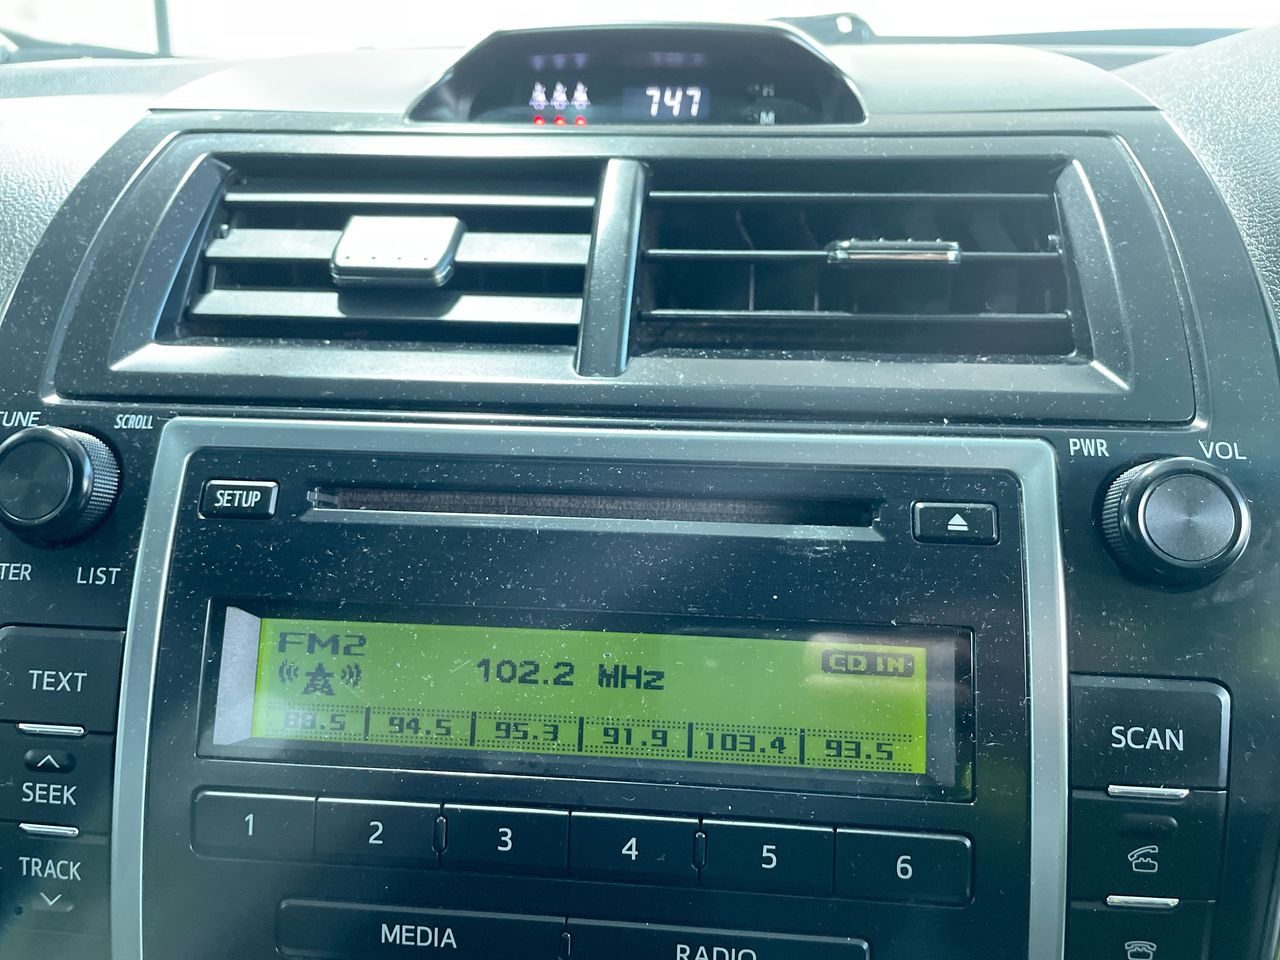 747
H
M
TUNE
SCROLL
PWR
VOL
SETUP
LIST
FM2
CD IN
102.2 MHz
94.5 95.3 91.9 103.4 93.5
TEXT
SEEK
TRACK
SCAN
1 2 3 4 5 6
MEDIA
RADIO